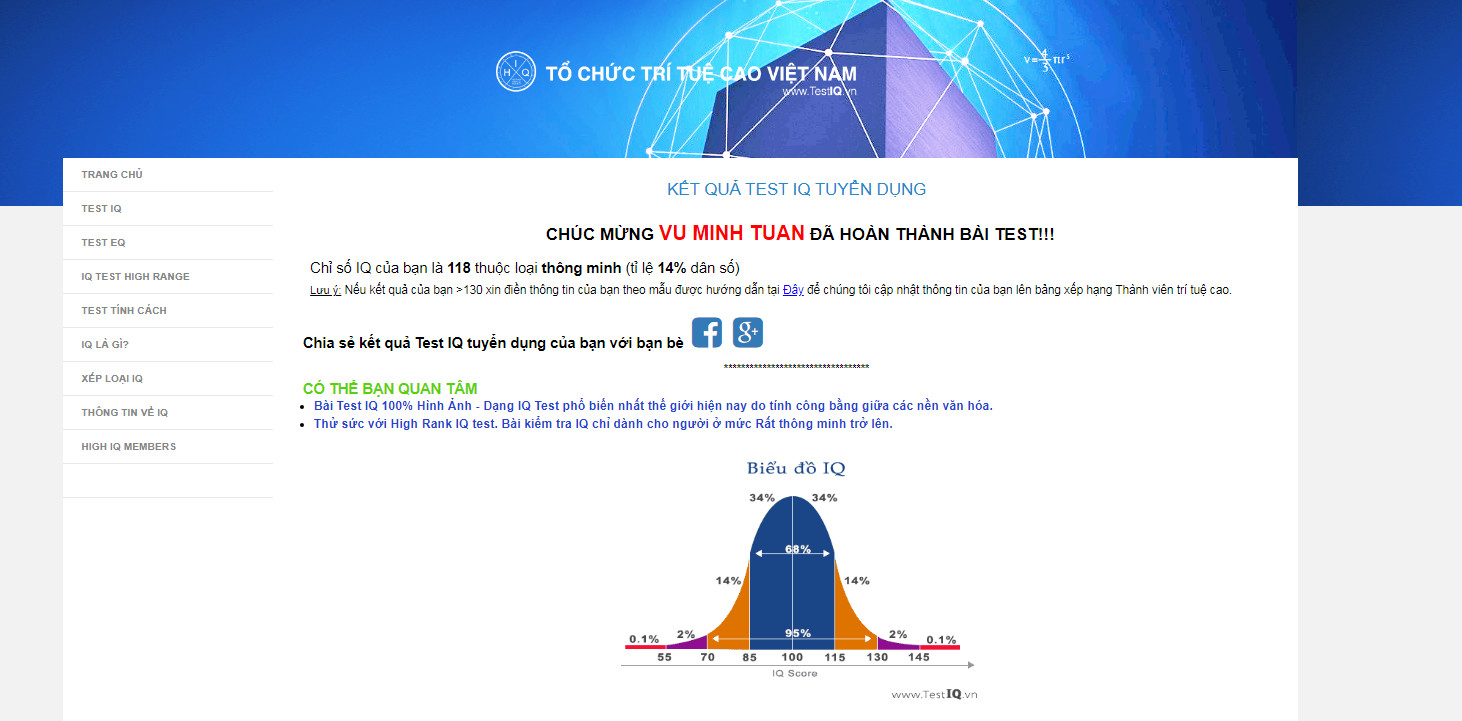 I
H Q
TỔ CHỨC TRÍ TUỆ CAO VIỆT NAM
www.TestIQ.vn
v=4/3 πr³
TRANG CHỦ
TEST IQ
TEST EQ
IQ TEST HIGH RANGE
TEST TÍNH CÁCH
IQ LÀ GÌ?
XẾP LOẠI IQ
THÔNG TIN VỀ IQ
HIGH IQ MEMBERS
KẾT QUẢ TEST IQ TUYỂN DỤNG
CHÚC MỪNG VU MINH TUAN ĐÃ HOÀN THÀNH BÀI TEST!!!
Chỉ số IQ của bạn là 118 thuộc loại thông minh (tỉ lệ 14% dân số)
Lưu ý: Nếu kết quả của bạn >130 xin điền thông tin của bạn theo mẫu được hướng dẫn tại Đây để chúng tôi cập nhật thông tin của bạn lên bảng xếp hạng Thành viên trí tuệ cao.
Chia sẻ kết quả Test IQ tuyển dụng của bạn với bạn bè
**********************************
CÓ THỂ BẠN QUAN TÂM
Bài Test IQ 100% Hình Ảnh - Dạng IQ Test phổ biến nhất thế giới hiện nay do tính công bằng giữa các nền văn hóa.
Thử sức với High Rank IQ test. Bài kiểm tra IQ chỉ dành cho người ở mức Rất thông minh trở lên.
Biểu đồ IQ
34% 34%
68%
14% 14%
95%
0.1% 2% 2% 0.1%
55 70 85 100 115 130 145
IQ Score
www.TestIQ.vn